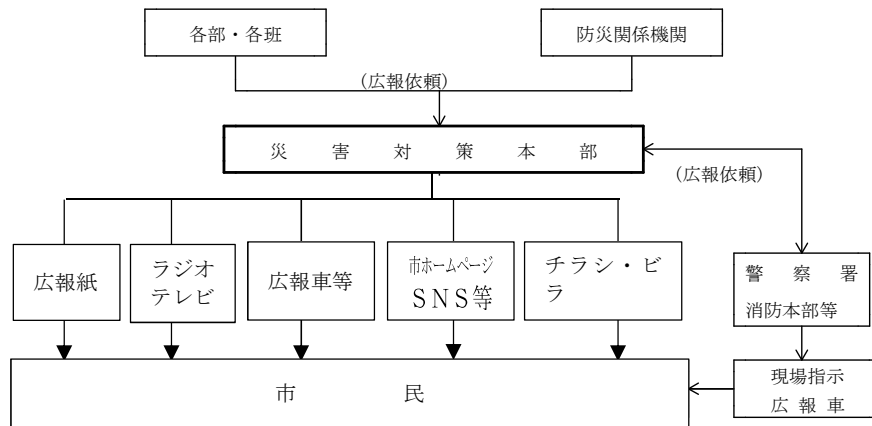 各部・各班
防災関係機関
(広報依頼)
災害対策本部
(広報依頼)
広報紙
ラジオ
テレビ
広報車等
市ホームページ
SNS等
チラシ・ビ
ラ
警察署
消防本部等
市民
現場指示
広報車